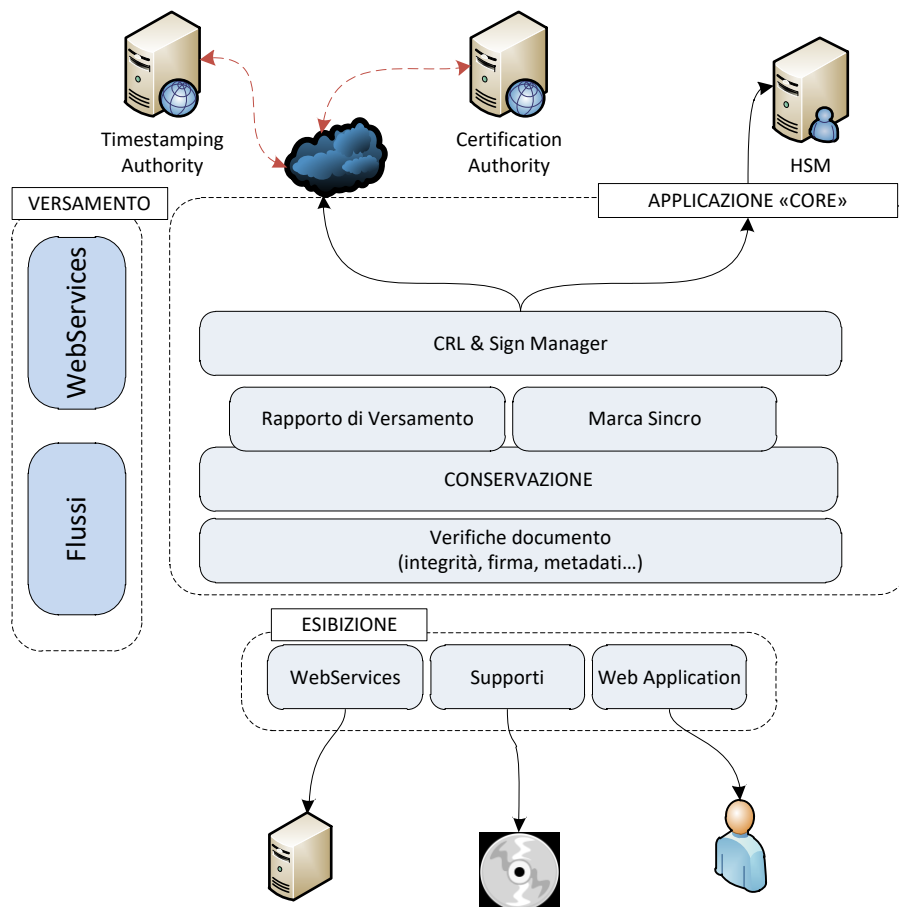 Timestamping
Authority
Certification
Authority
HSM
VERSAMENTO
APPLICAZIONE «CORE»
WebServices
Flussi
CRL & Sign Manager
Rapporto di Versamento
Marca Sincro
CONSERVAZIONE
Verifiche documento
(integrità, firma, metadati…)
ESIBIZIONE
WebServices
Supporti
Web Application